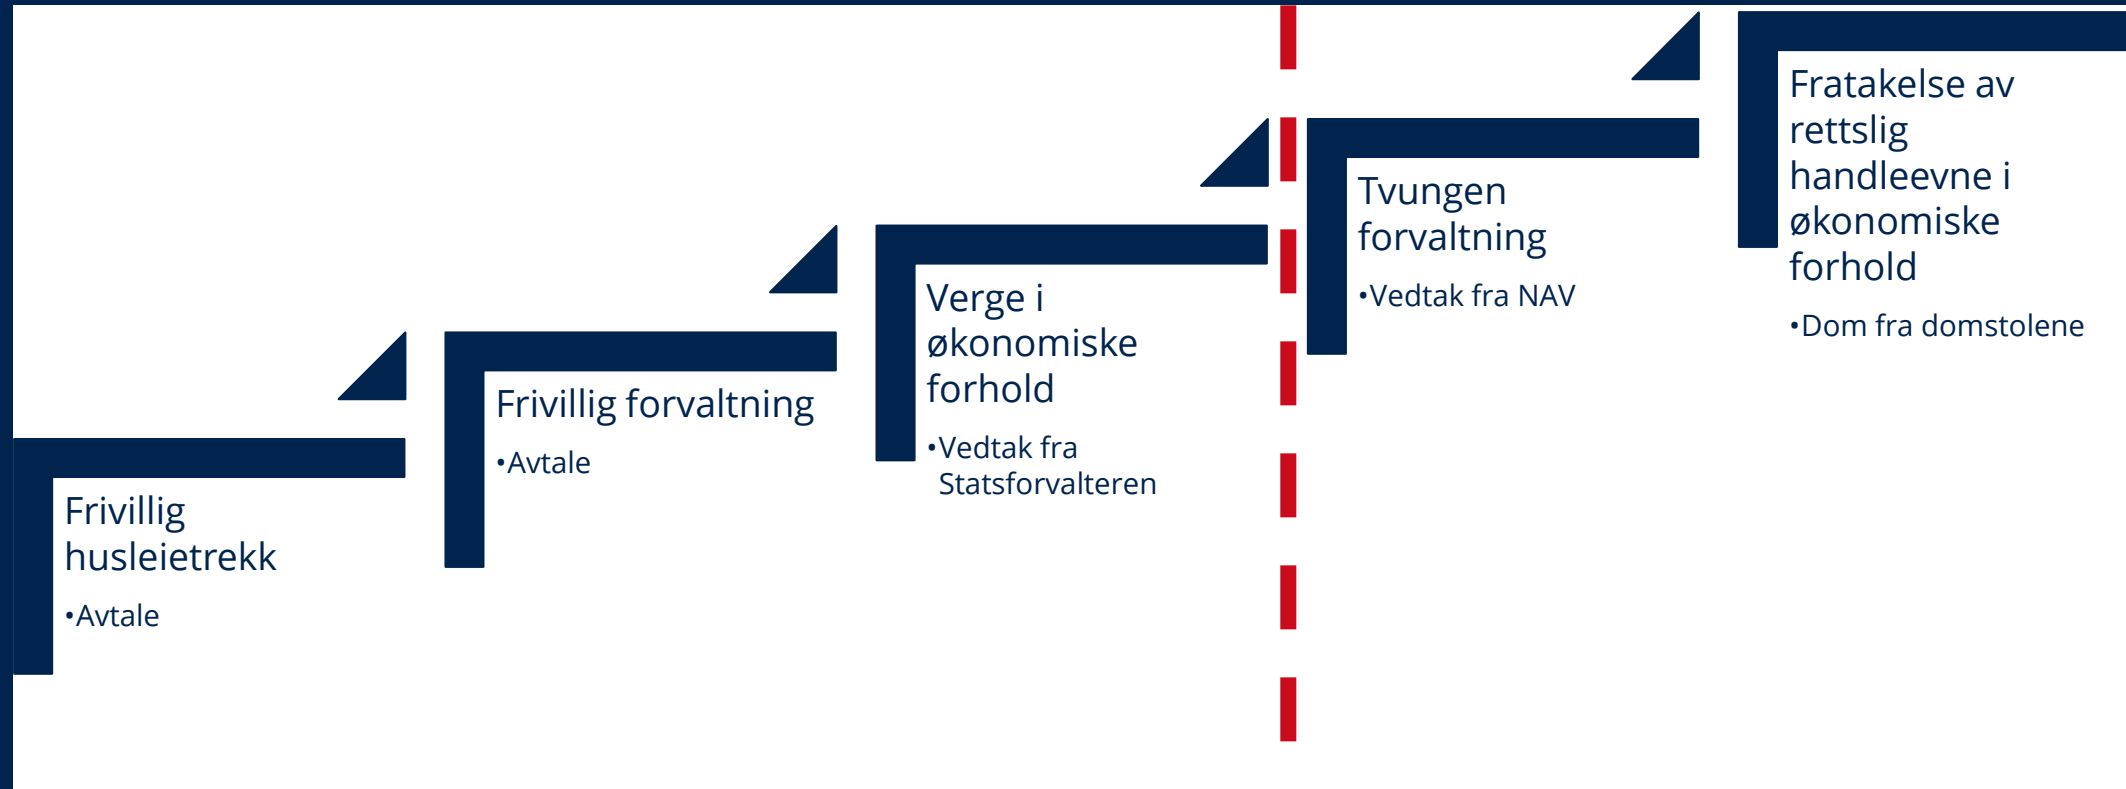 Frivillig
husleietrekk
•Avtale
Frivillig forvaltning
•Avtale
Verge i
økonomiske
forhold
•Vedtak fra
Statsforvalteren
Tvungen
forvaltning
•Vedtak fra NAV
Fratakelse av
rettslig
handleevne i
økonomiske
forhold
•Dom fra domstolene